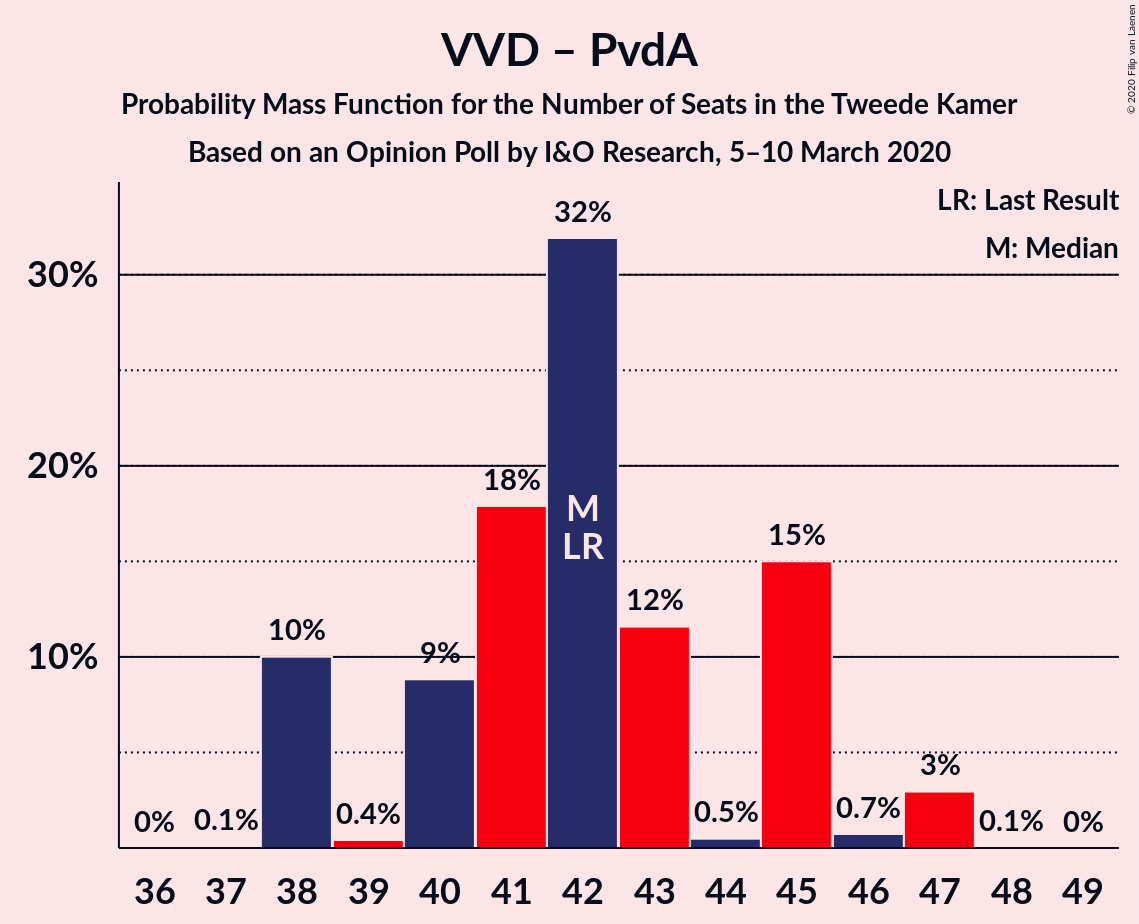 VVD – PvdA
Probability Mass Function for the Number of Seats in the Tweede Kamer
Based on an Opinion Poll by I&O Research, 5–10 March 2020
© 2020 Filip van Laenen
LR: Last Result
M: Median
30%
20%
10%
0%
0.1%
10%
0.4%
9%
18%
32%
M
LR
12%
0.5%
15%
0.7%
3%
0.1%
0%
36 37 38 39 40 41 42 43 44 45 46 47 48 49